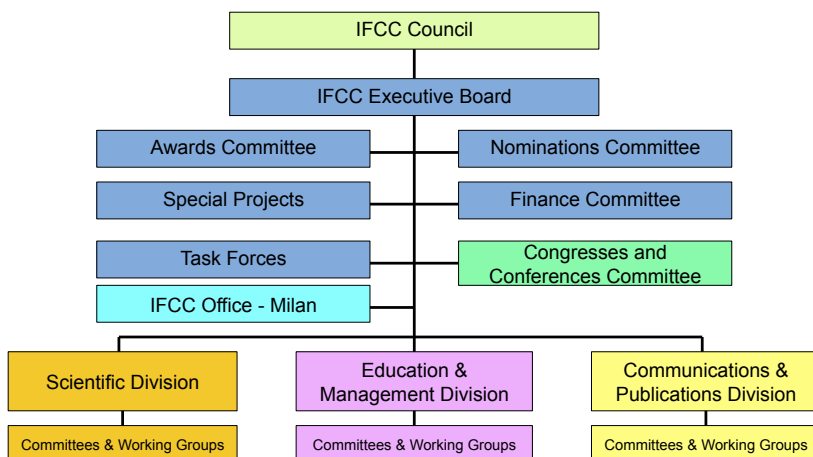 IFCC Council
IFCC Executive Board
Awards Committee
Nominations Committee
Special Projects
Finance Committee
Task Forces
Congresses and
Conferences Committee
IFCC Office - Milan
Scientific Division
Education &
Management Division
Communications &
Publications Division
Committees & Working Groups
Committees & Working Groups
Committees & Working Groups